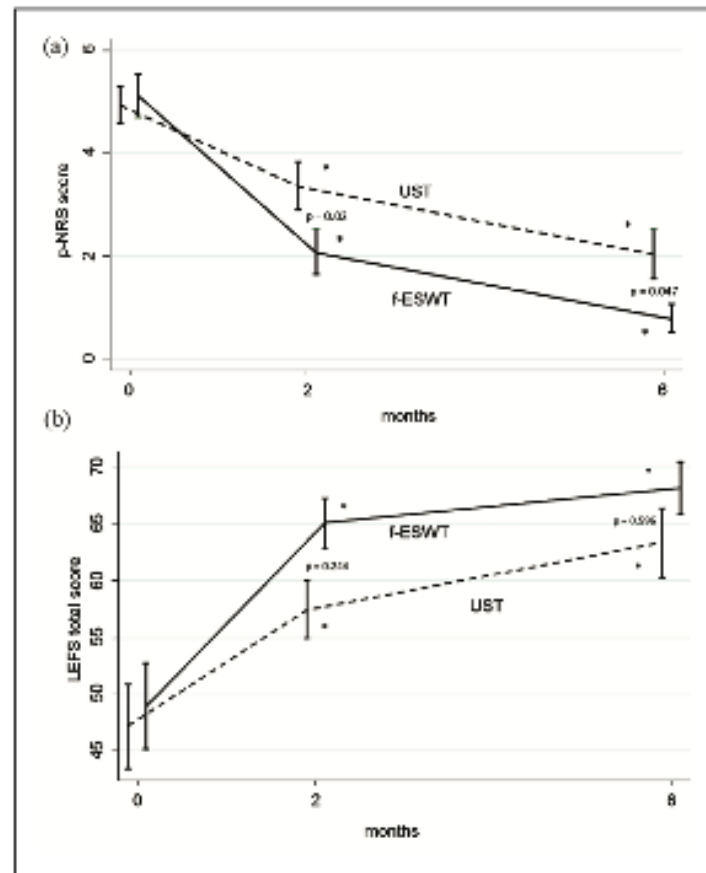 (a)
6
4
2
0
p-NRS score
UST
p = 0.02
f-ESWT
p = 0.047
0 2 6
months
(b)
70
65
60
55
50
45
LEFS total score
f-ESWT
UST
0 2 6
months